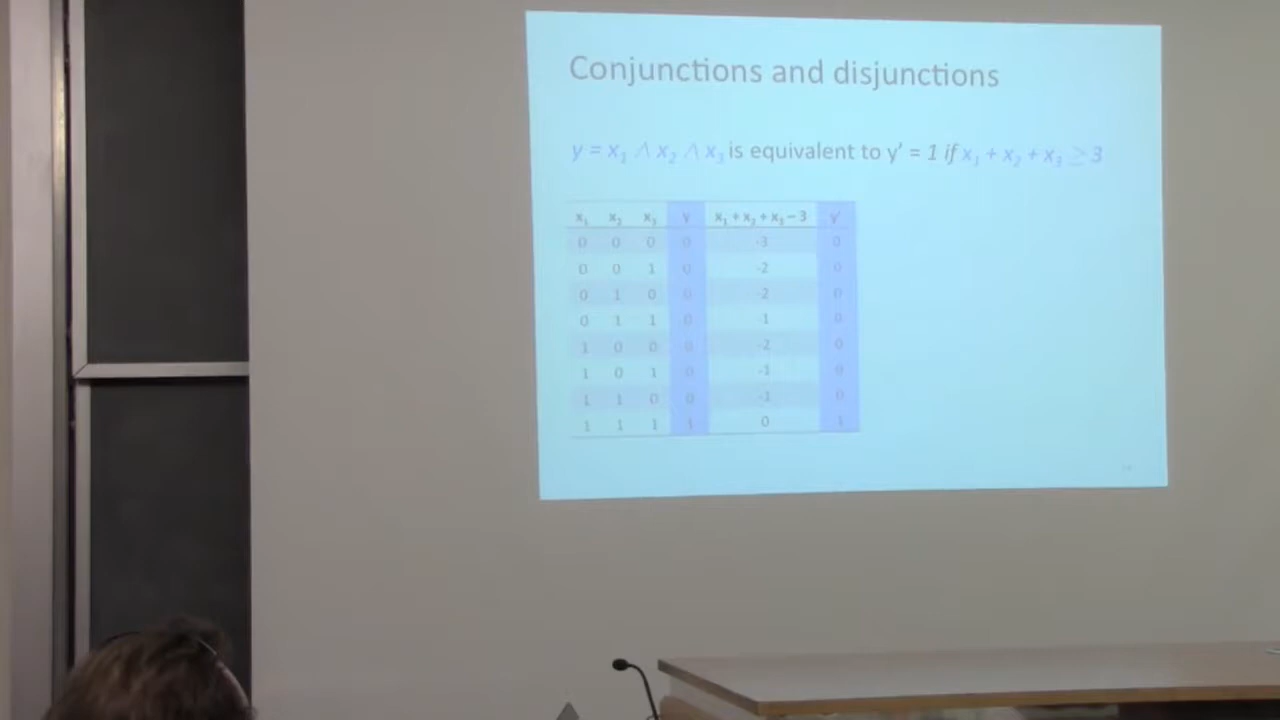 Conjunctions and disjunctions
y = x₁ ∧ x₂ ∧ x₃ is equivalent to y' = 1 if x₁ + x₂ + x₃ ≥ 3
x₁ x₂ x₃ y x₁ + x₂ + x₃ – 3 y'
0 0 0 0 -3 0
0 0 1 0 -2 0
0 1 0 0 -2 0
0 1 1 0 -1 0
1 0 0 0 -2 0
1 0 1 0 -1 0
1 1 0 0 -1 0
1 1 1 1 0 1